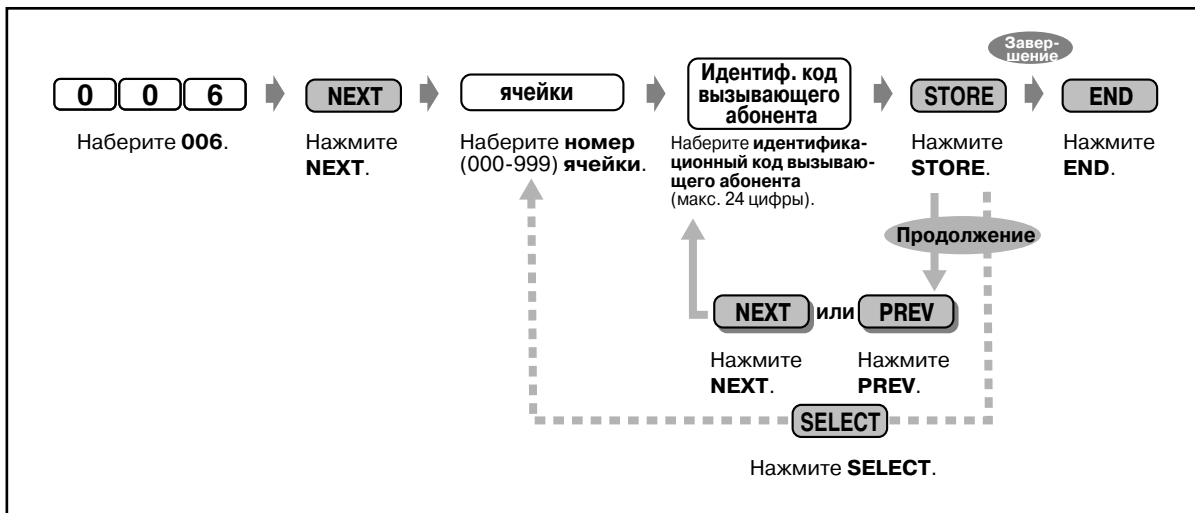 Завер-
шение
0 0 6
NEXT
ячейки
Идентиф. код
вызывающего
абонента
STORE
END
Наберите 006.
Нажмите
NEXT.
Наберите номер
(000-999) ячейки.
Наберите идентифика-
ционный код вызываю-
щего абонента
(макс. 24 цифры).
Нажмите
STORE.
Нажмите
END.
Продолжение
NEXT или PREV
Нажмите
NEXT.
Нажмите
PREV.
SELECT
Нажмите SELECT.